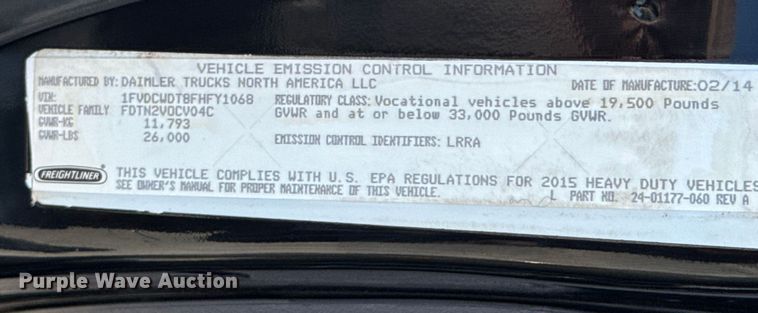 VEHICLE EMISSION CONTROL INFORMATION
MANUFACTURED BY: DAIMLER TRUCKS NORTH AMERICA LLC DATE OF MANUFACTURE: 02/14
VIN: 1FVDCWDT8FHFY1068 REGULATORY CLASS: Vocational vehicles above 19,500 Pounds
VEHICLE FAMILY FDTN2VOCV04C GVWR and at or below 33,000 Pounds GVWR.
GVWR-KG 11,793
GVWR-LBS 26,000 EMISSION CONTROL IDENTIFIERS: LRRA
FREIGHTLINER THIS VEHICLE COMPLIES WITH U.S. EPA REGULATIONS FOR 2015 HEAVY DUTY VEHICLES
SEE OWNER'S MANUAL FOR PROPER MAINTENANCE OF THIS VEHICLE. L PART NO. 24-01177-060 REV A
Purple Wave Auction